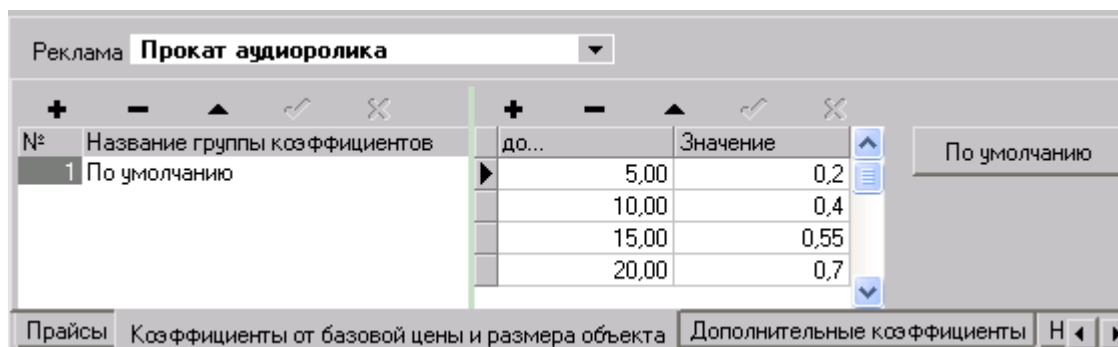 Реклама Прокат аудиоролика
№ Название группы коэффициентов до... Значение
1 По умолчанию 5,00 0,2 По умолчанию
10,00 0,4
15,00 0,55
20,00 0,7
Прайсы Коэффициенты от базовой цены и размера объекта Дополнительные коэффициенты Н